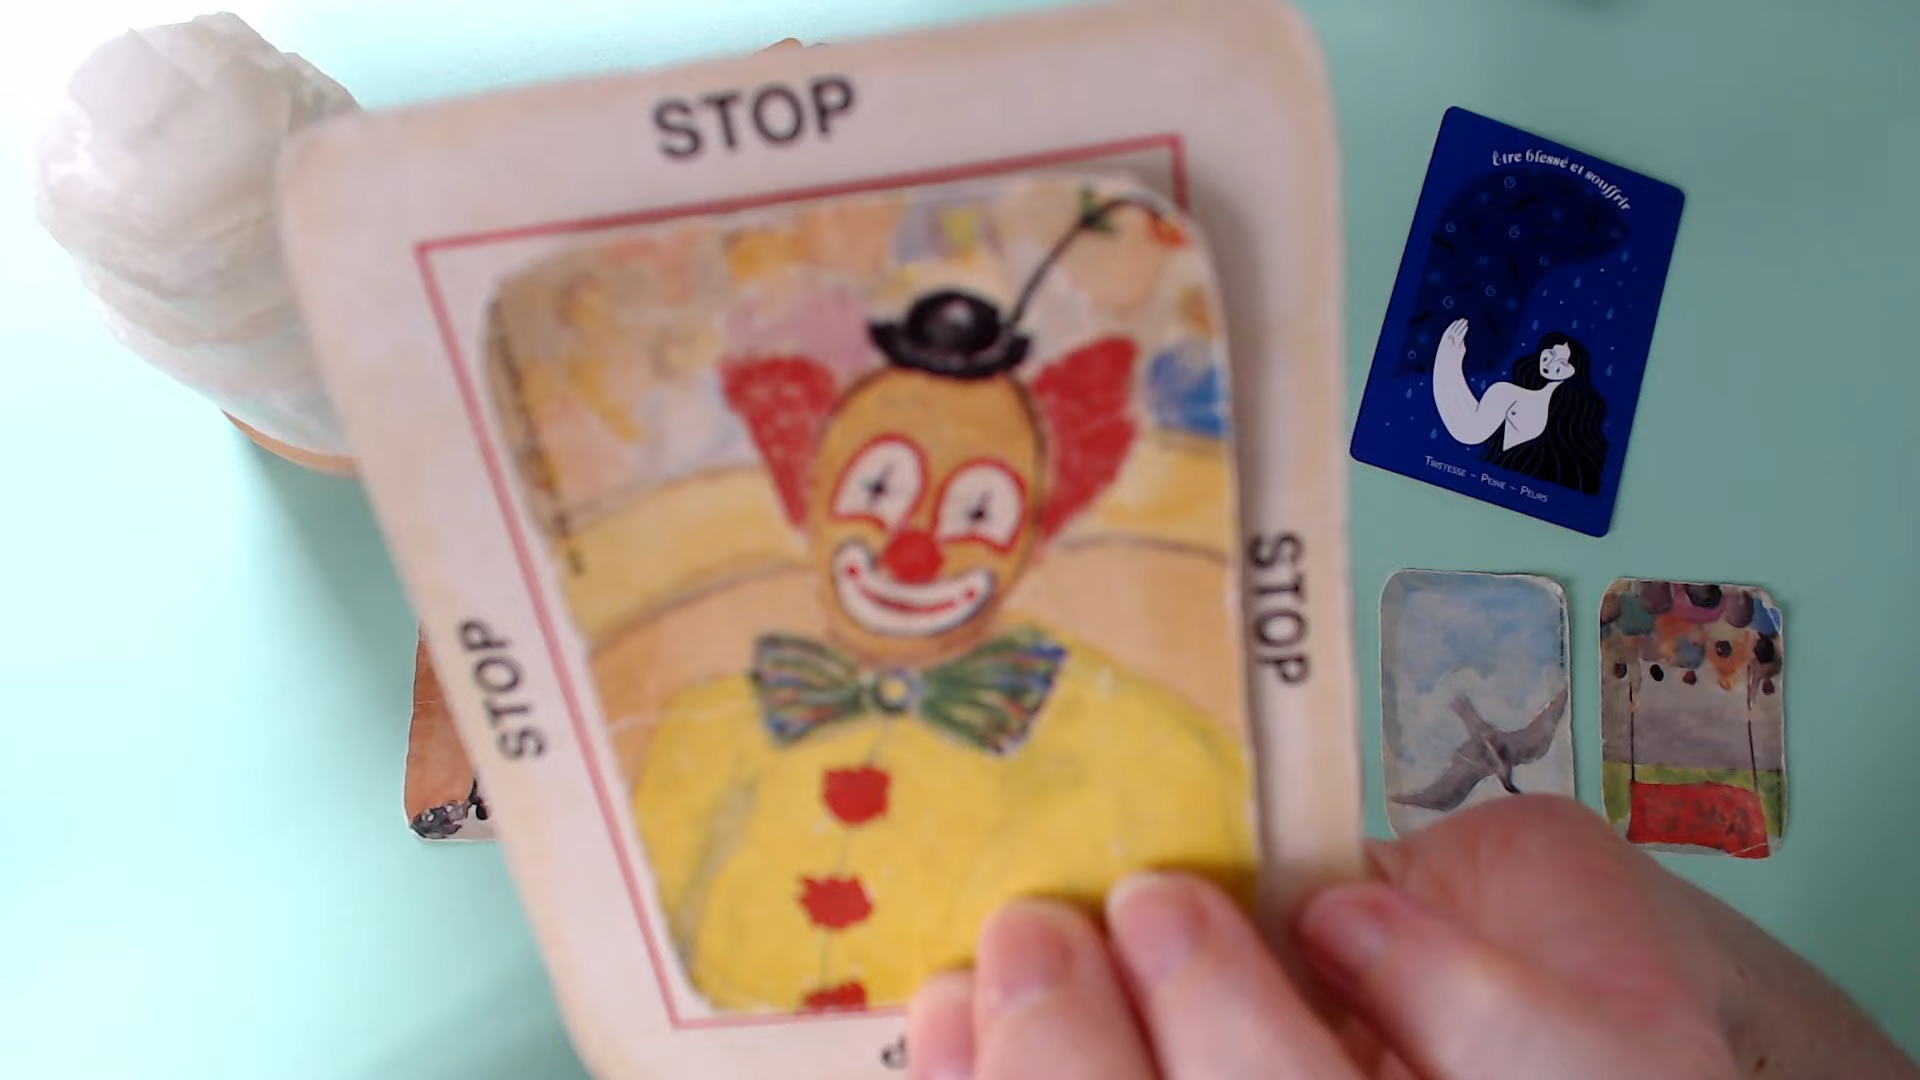 STOP
STOP
STOP
Être blessé et souffrir
TRISTESSE – PEINE – PEURS